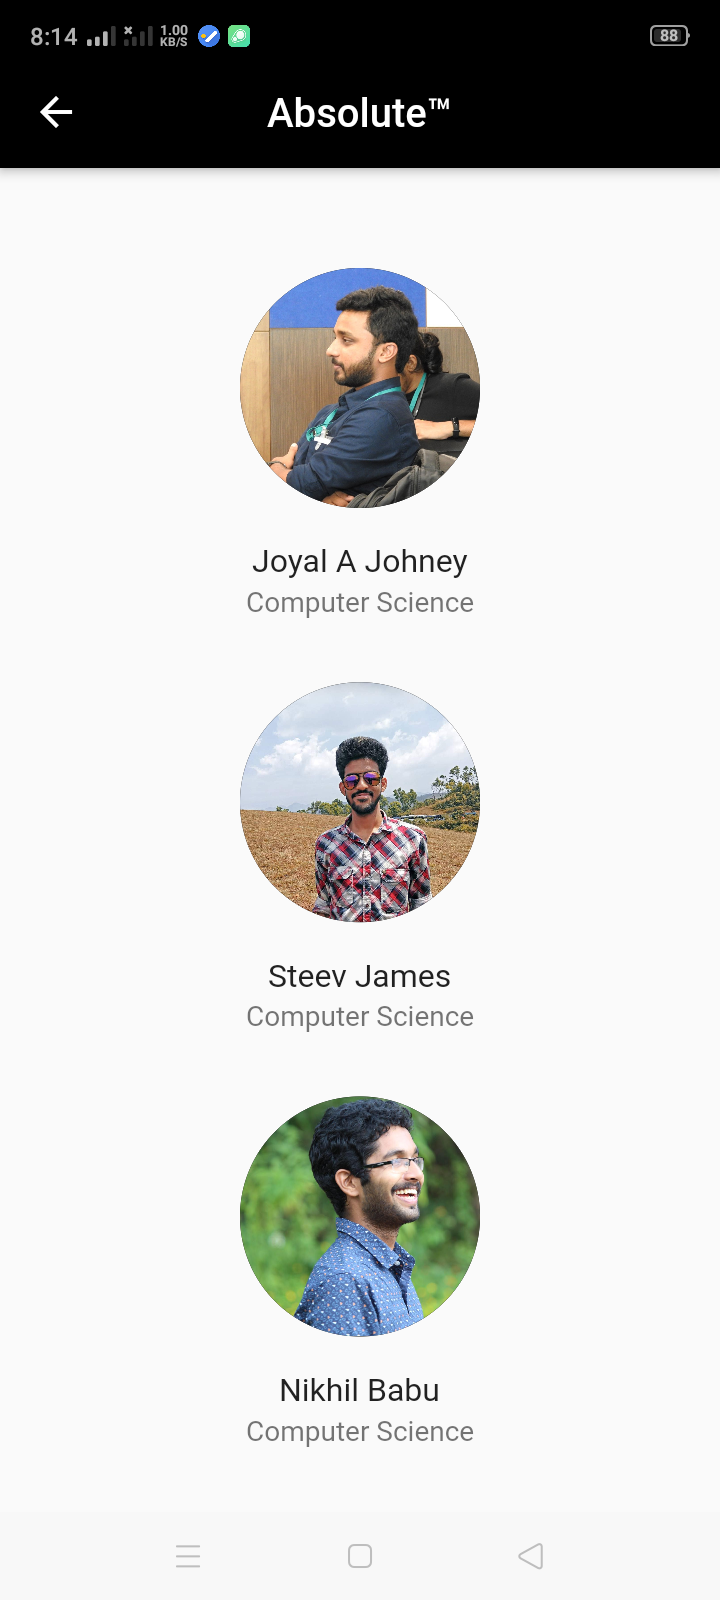 8:14 1.00 KB/S 88
Absolute™
Joyal A Johney
Computer Science
Steev James
Computer Science
Nikhil Babu
Computer Science